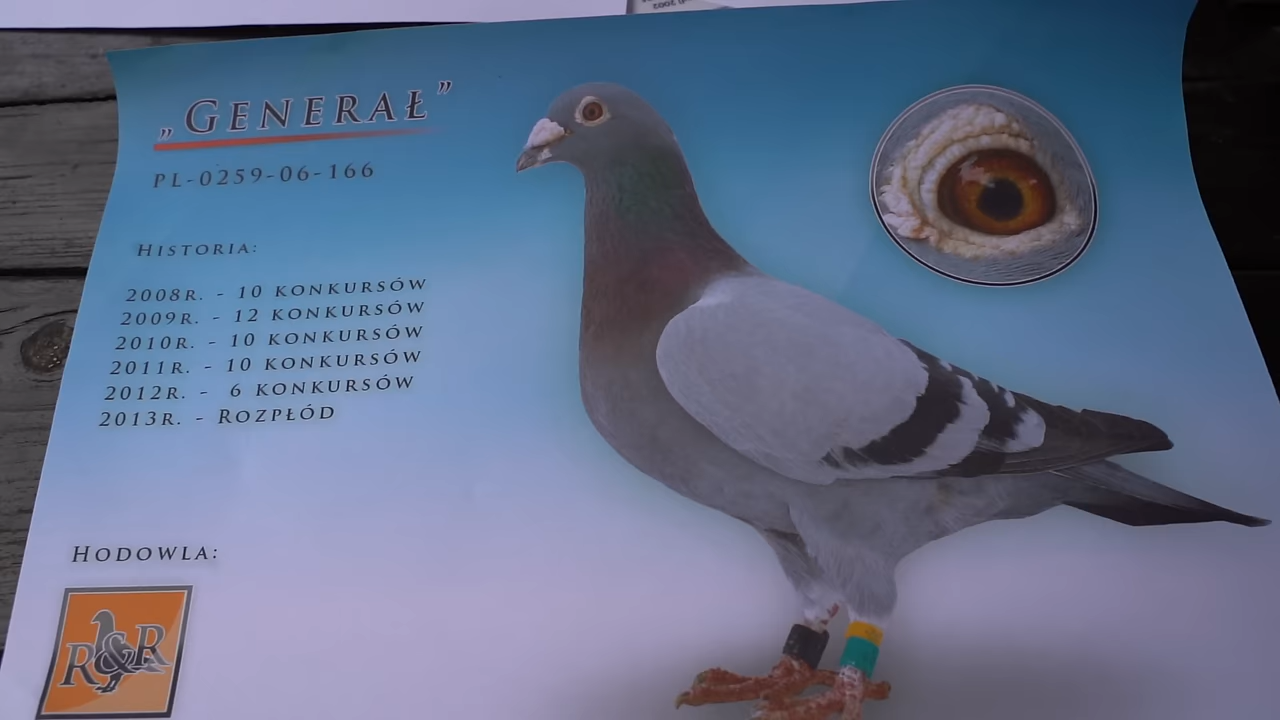 „GENERAŁ”
PL-0259-06-166
HISTORIA:
2008R. - 10 KONKURSÓW
2009R. - 12 KONKURSÓW
2010R. - 10 KONKURSÓW
2011R. - 10 KONKURSÓW
2012R. - 6 KONKURSÓW
2013R. - ROZPŁÓD
HODOWLA:
R&R